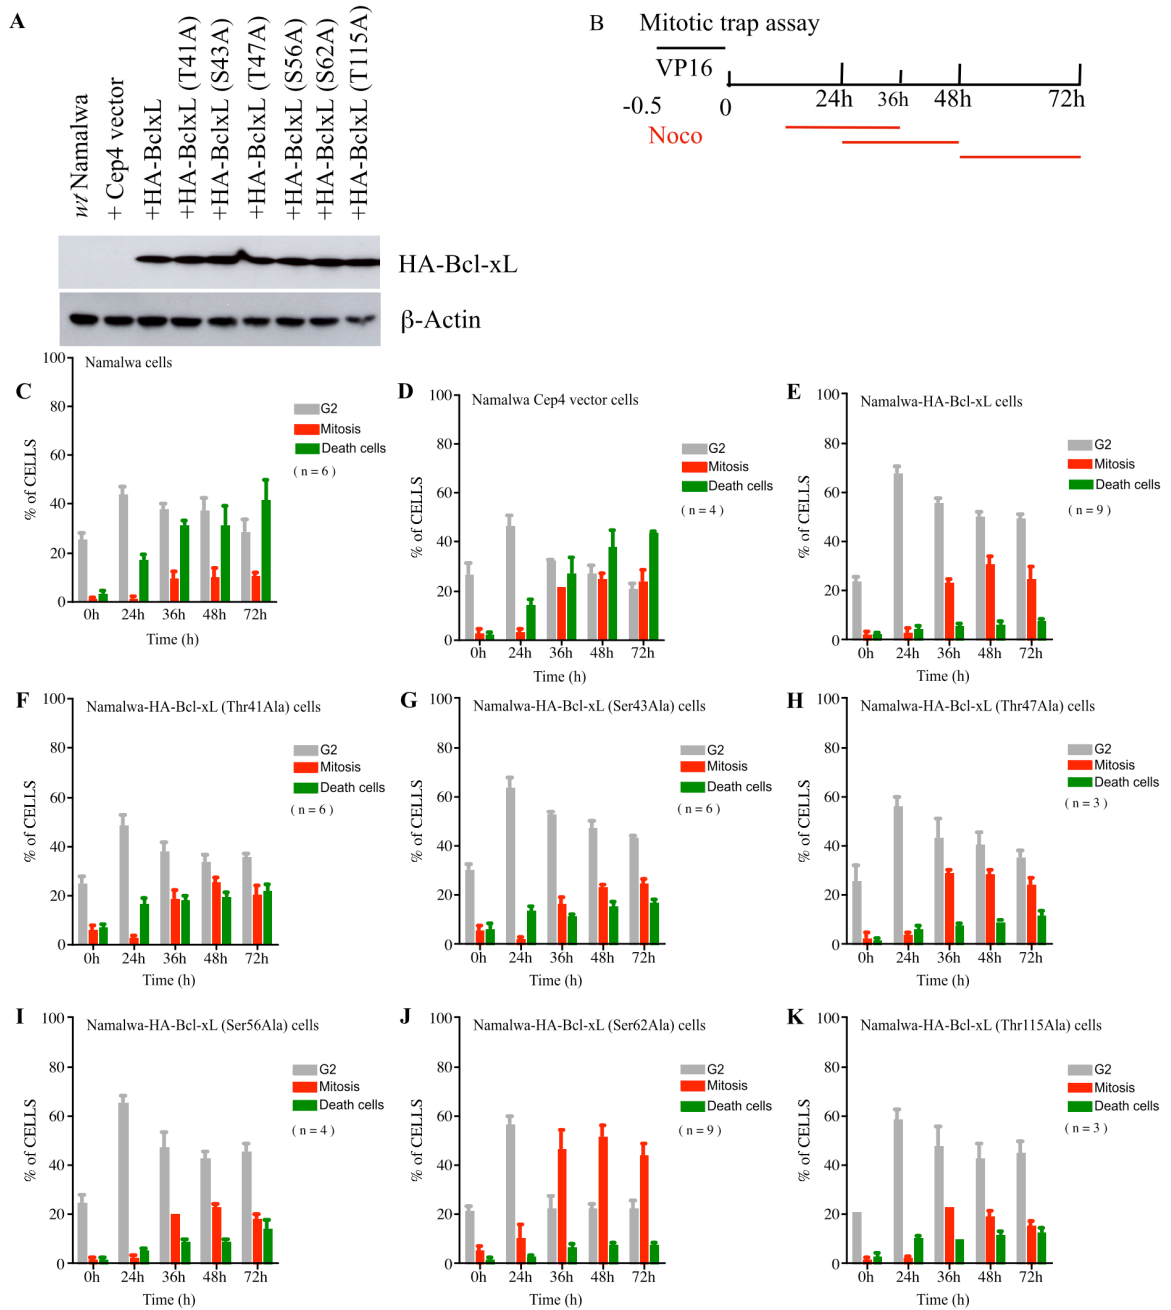 A
wt Namalwa
+ Cep4 vector
+HA-BclxL
+HA-BclxL (T41A)
+HA-BclxL (S43A)
+HA-BclxL (T47A)
+HA-BclxL (S56A)
+HA-BclxL (S62A)
+HA-BclxL (T115A)
HA-Bcl-xL
β-Actin
B Mitotic trap assay
VP16
-0.5 0 24h 36h 48h 72h
Noco
C
Namalwa cells
% of CELLS
100
80
60
40
20
0
G2
Mitosis
Death cells
( n = 6 )
0h 24h 36h 48h 72h
Time (h)
D
Namalwa Cep4 vector cells
% of CELLS
100
80
60
40
20
0
G2
Mitosis
Death cells
( n = 4 )
0h 24h 36h 48h 72h
Time (h)
E
Namalwa-HA-Bcl-xL cells
% of CELLS
100
80
60
40
20
0
G2
Mitosis
Death cells
( n = 9 )
0h 24h 36h 48h 72h
Time (h)
F
Namalwa-HA-Bcl-xL (Thr41Ala) cells
% of CELLS
100
80
60
40
20
0
G2
Mitosis
Death cells
( n = 6 )
0h 24h 36h 48h 72h
Time (h)
G
Namalwa-HA-Bcl-xL (Ser43Ala) cells
% of CELLS
100
80
60
40
20
0
G2
Mitosis
Death cells
( n = 6 )
0h 24h 36h 48h 72h
Time (h)
H
Namalwa-HA-Bcl-xL (Thr47Ala) cells
% of CELLS
100
80
60
40
20
0
G2
Mitosis
Death cells
( n = 3 )
0h 24h 36h 48h 72h
Time (h)
I
Namalwa-HA-Bcl-xL (Ser56Ala) cells
% of CELLS
100
80
60
40
20
0
G2
Mitosis
Death cells
( n = 4 )
0h 24h 36h 48h 72h
Time (h)
J
Namalwa-HA-Bcl-xL (Ser62Ala) cells
% of CELLS
100
80
60
40
20
0
G2
Mitosis
Death cells
( n = 9 )
0h 24h 36h 48h 72h
Time (h)
K
Namalwa-HA-Bcl-xL (Thr115Ala) cells
% of CELLS
100
80
60
40
20
0
G2
Mitosis
Death cells
( n = 3 )
0h 24h 36h 48h 72h
Time (h)